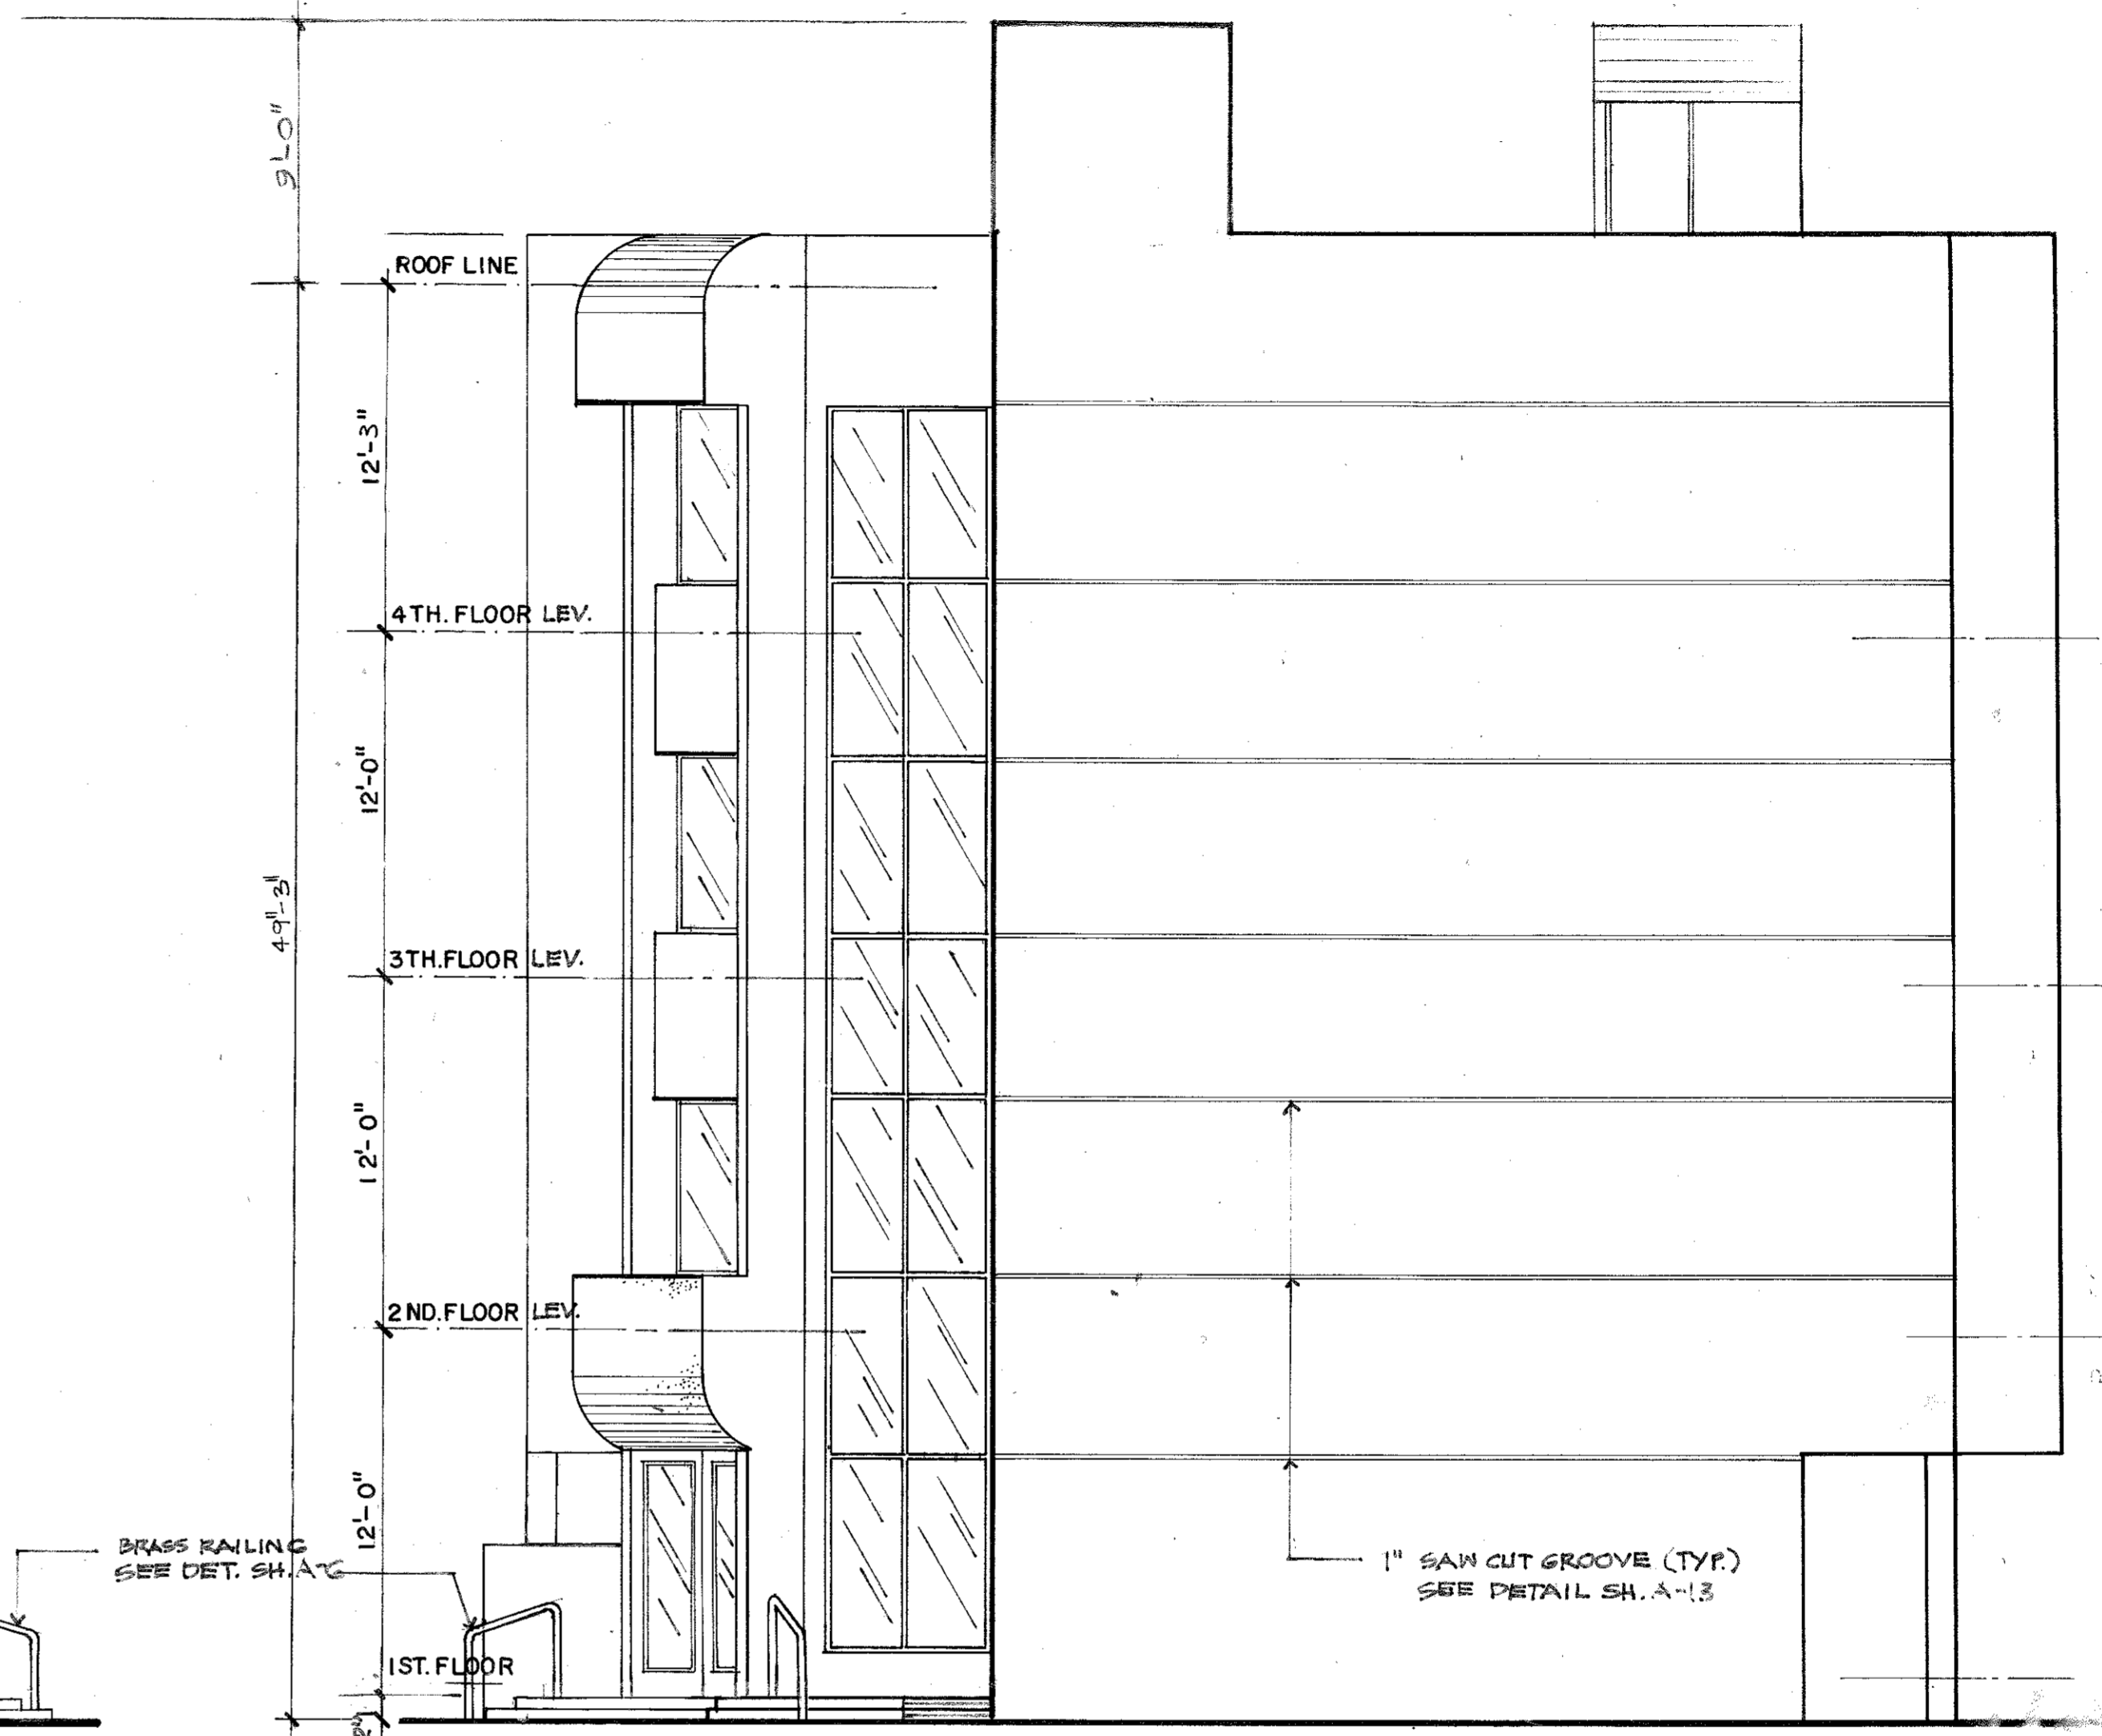 9'-0"
ROOF LINE
12'-3"
4TH. FLOOR LEV.
12'-0"
49"-3"
3TH.FLOOR LEV.
12'-0"
2ND.FLOOR LEV.
12'-0"
BRASS RAILING
SEE DET. SH.A-6
1" SAW CUT GROOVE (TYP.)
SEE DETAIL SH. A-13
1ST. FLOOR